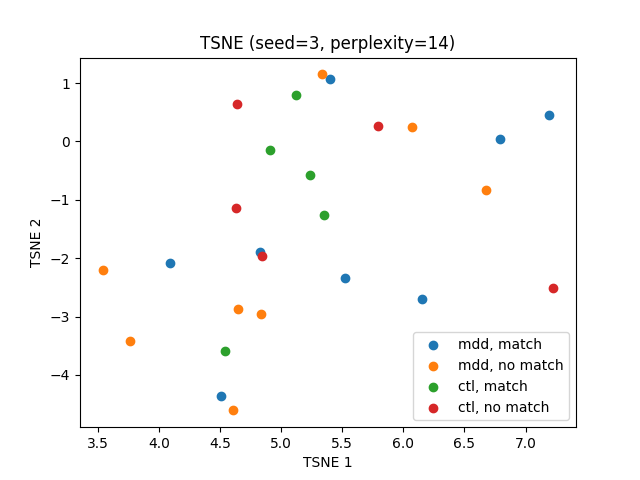 TSNE (seed=3, perplexity=14)
1
0
−1
−2
−3
−4
TSNE 2
3.5 4.0 4.5 5.0 5.5 6.0 6.5 7.0
TSNE 1
mdd, match
mdd, no match
ctl, match
ctl, no match